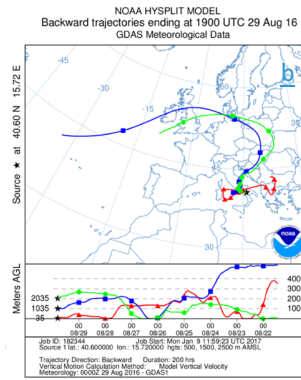 NOAA HYSPLIT MODEL
Backward trajectories ending at 1900 UTC 29 Aug 16
GDAS Meteorological Data
b
-45
-30
-15
30
Source ★ at 40.60 N 15.72 E
noaa
Meters AGL
2035
1035
35
400
300
200
100
00 00 00 00 00 00 00 00
08/29 08/28 08/27 08/26 08/25 08/24 08/23 08/22
Job ID: 182344 Job Start: Mon Jan 9 11:59:23 UTC 2017
Source 1 lat.: 40.600000 lon.: 15.720000 hgts: 500, 1500, 2500 m AMSL
Trajectory Direction: Backward Duration: 200 hrs
Vertical Motion Calculation Method: Model Vertical Velocity
Meteorology: 0000Z 29 Aug 2016 - GDAS1